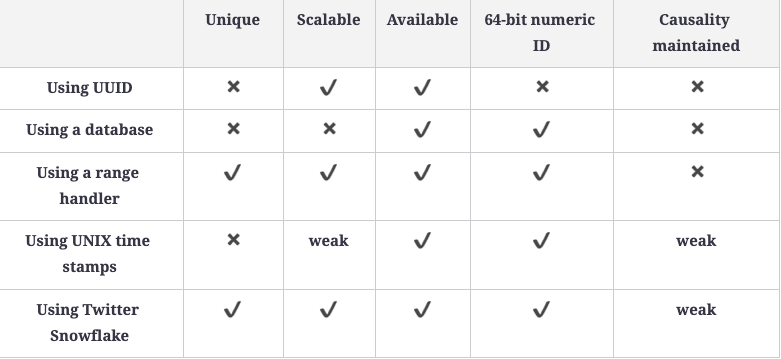 Unique Scalable Available 64-bit numeric Causality
ID maintained
Using UUID ✗ ✓ ✓ ✗ ✗
Using a database ✗ ✗ ✓ ✓ ✗
Using a range ✓ ✓ ✓ ✓ ✗
handler
Using UNIX time ✗ weak ✓ ✓ weak
stamps
Using Twitter ✓ ✓ ✓ ✓ weak
Snowflake